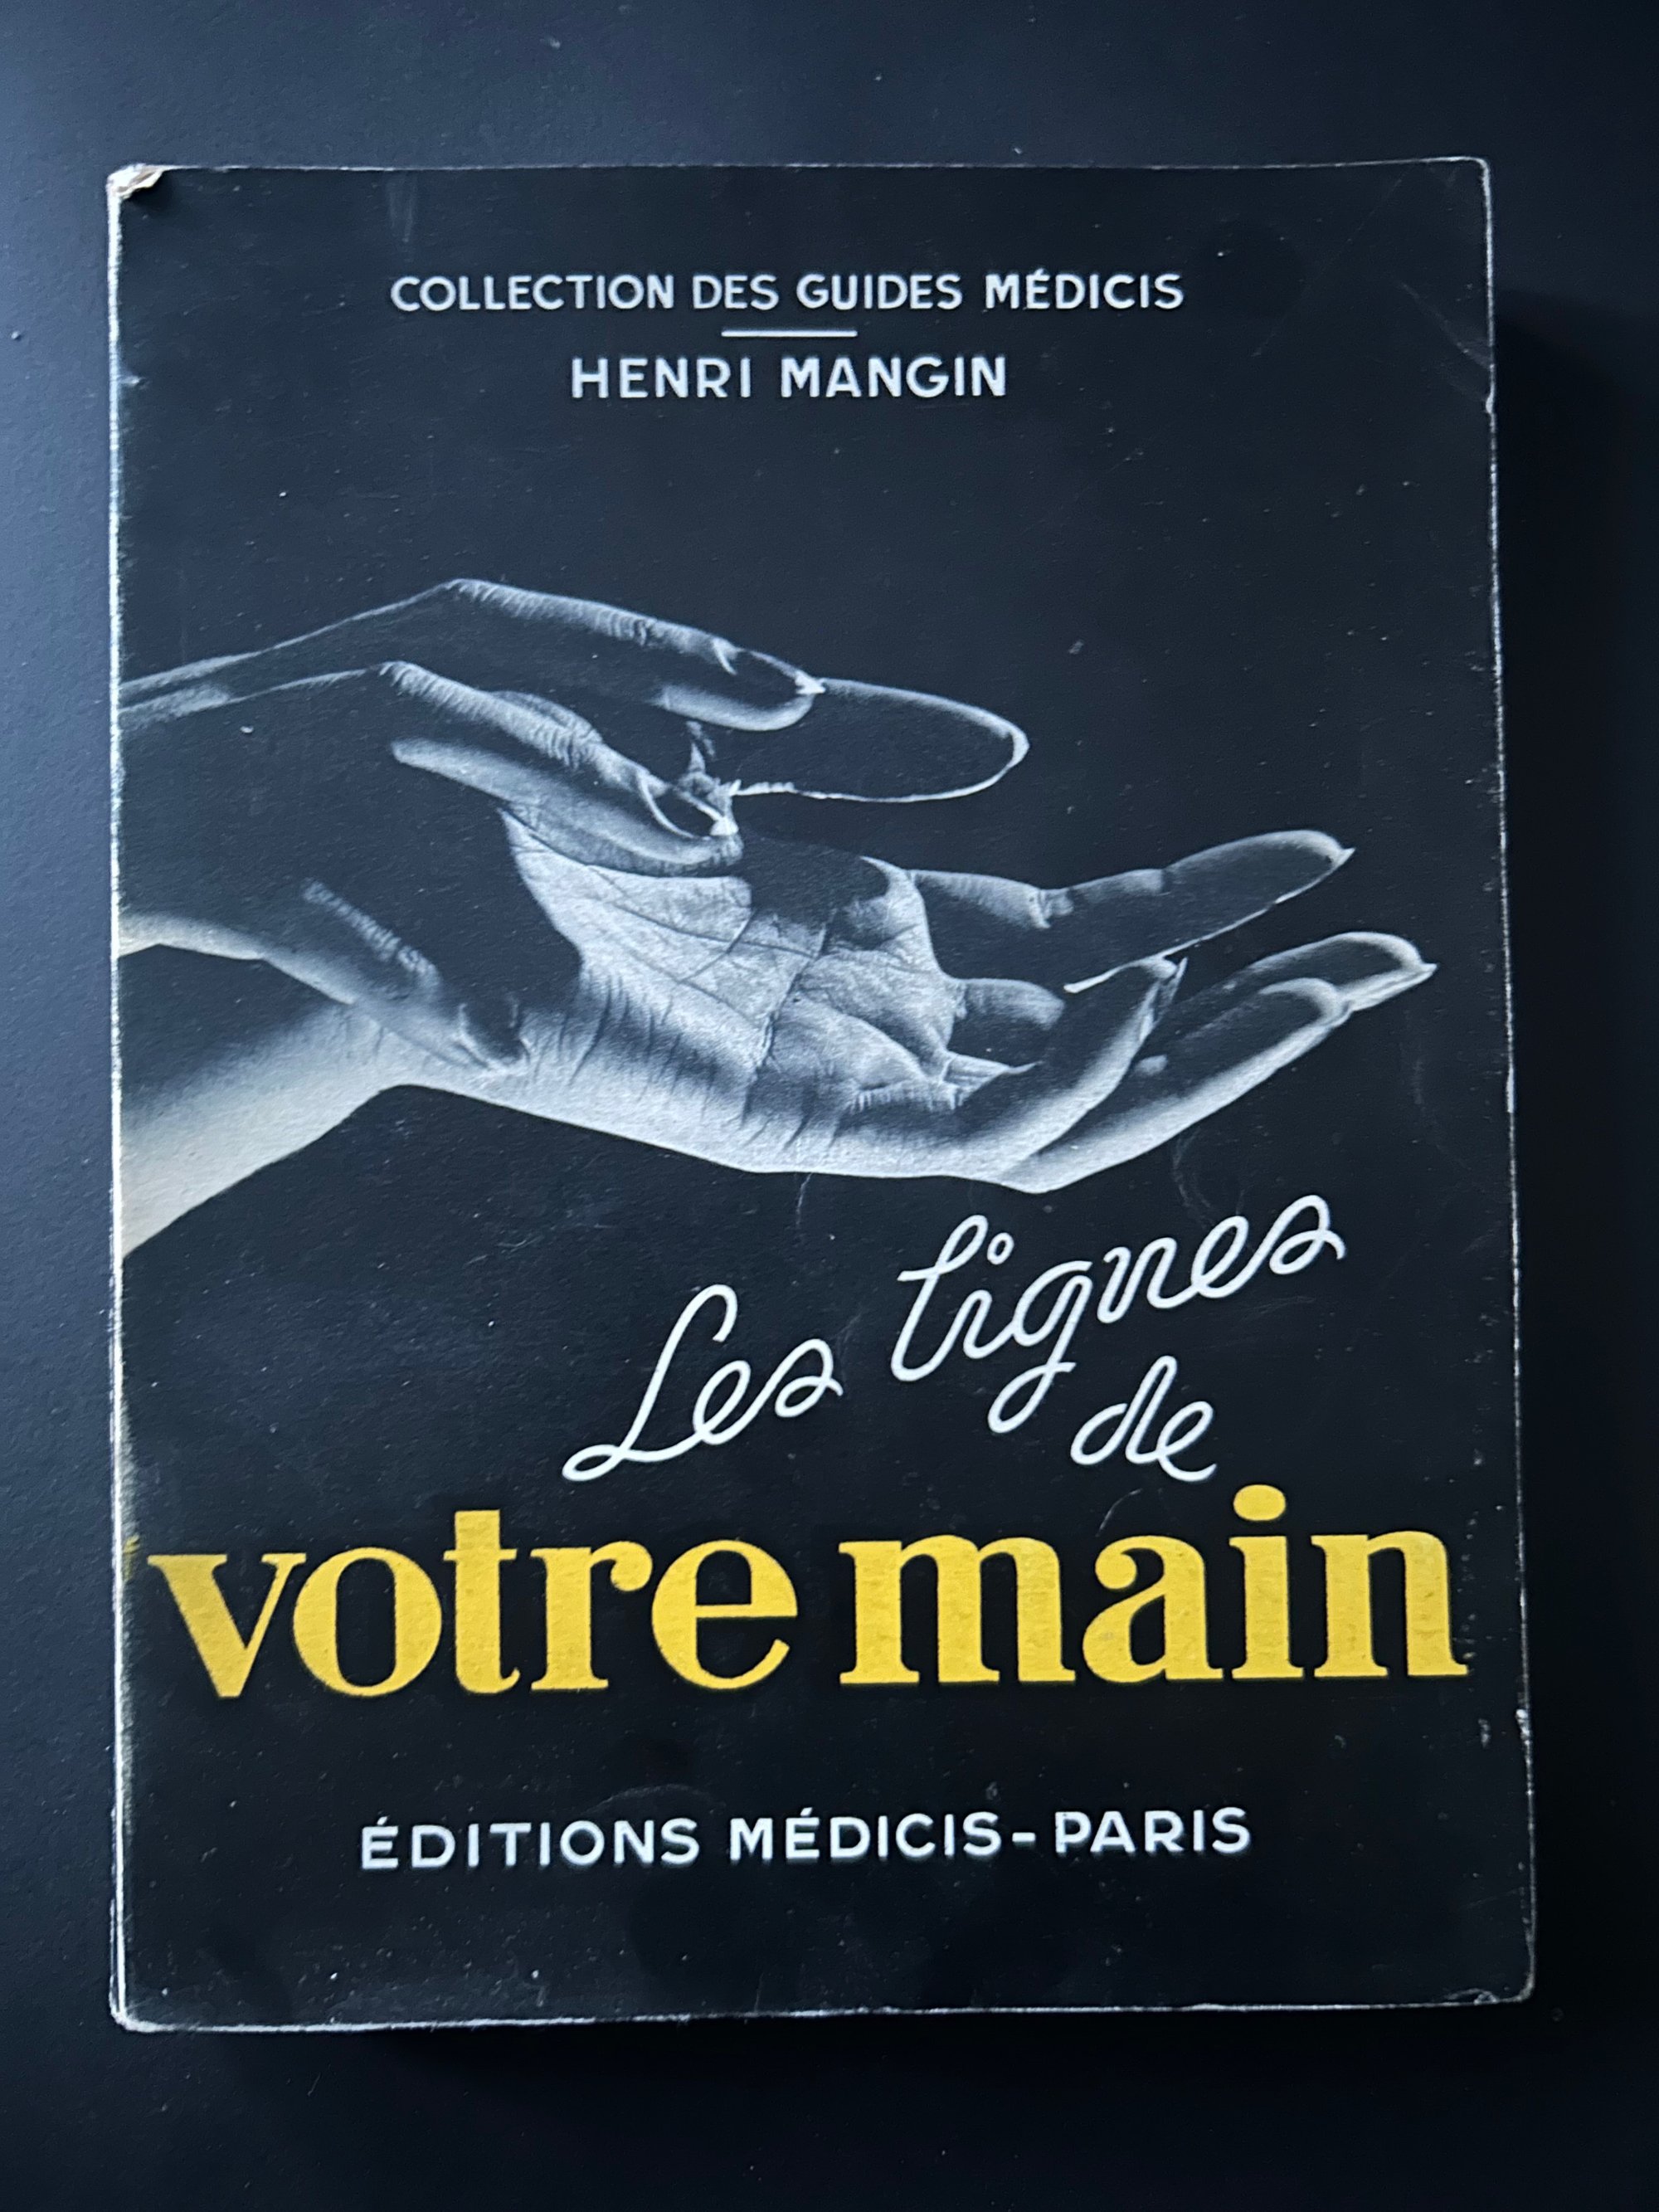 COLLECTION DES GUIDES MÉDICIS
HENRI MANGIN
Les lignes
de
votre main
ÉDITIONS MÉDICIS-PARIS